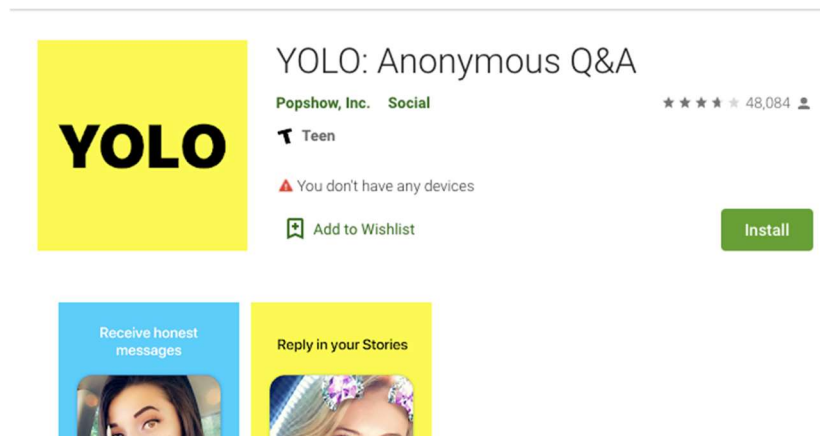 YOLO
YOLO: Anonymous Q&A
Popshow, Inc. Social
48,084
Teen
You don't have any devices
Add to Wishlist
Install
Receive honest
messages
Reply in your Stories